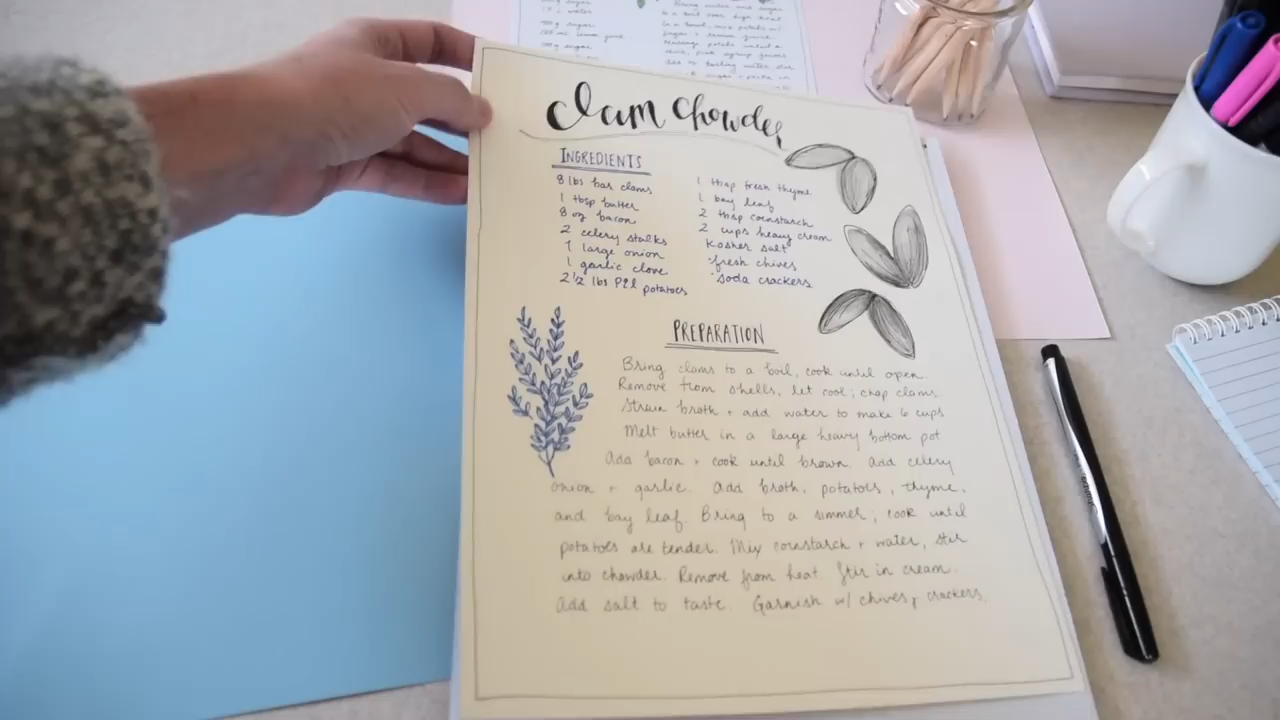 Clam Chowder
INGREDIENTS
8 lbs bar clams
1 tbsp butter
8 oz bacon
2 celery stalks
1 large onion
1 garlic clove
2 1/2 lbs PEI potatoes
1 tbsp fresh thyme
1 bay leaf
2 tbsp cornstarch
2 cups heavy cream
Kosher salt
*fresh chives
*soda crackers
PREPARATION
Bring clams to a boil, cook until open.
Remove from shells, let cool; chop clams.
Strain broth + add water to make 6 cups
Melt butter in a large heavy bottom pot
Add bacon + cook until brown. Add celery
onion + garlic. Add broth, potatoes, thyme,
and bay leaf. Bring to a simmer; cook until
potatoes are tender. Mix cornstarch + water, stir
into chowder. Remove from heat. Stir in cream.
Add salt to taste. Garnish w/ chives, crackers.